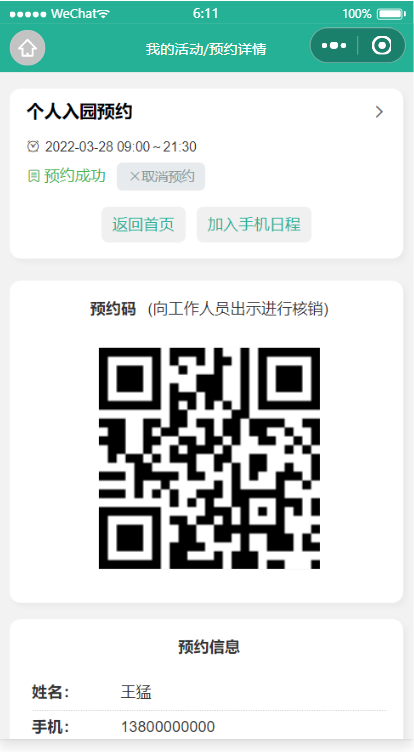 WeChat 6:11 100%
我的活动/预约详情
个人入园预约
2022-03-28 09:00～21:30
预约成功 ×取消预约
返回首页 加入手机日程
预约码 (向工作人员出示进行核销)
预约信息
姓名: 王猛
手机: 13800000000